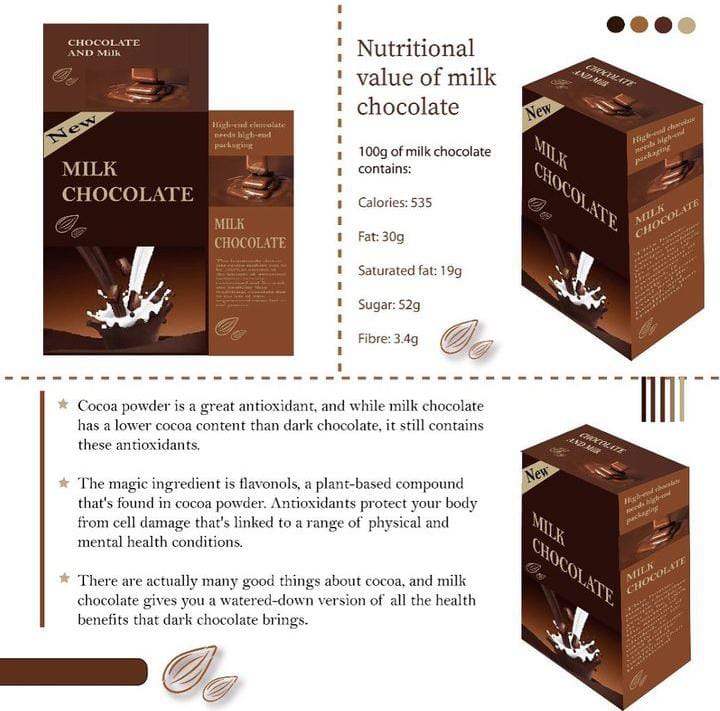 CHOCOLATE
AND Milk
New
MILK
CHOCOLATE
High-end chocolate
needs high-end
packaging
MILK
CHOCOLATE
Nutritional
value of milk
chocolate
100g of milk chocolate
contains:
Calories: 535
Fat: 30g
Saturated fat: 19g
Sugar: 52g
Fibre: 3.4g
CHOCOLATE
AND Milk
New
MILK
CHOCOLATE
High-end chocolate
needs high-end
packaging
MILK
CHOCOLATE
Cocoa powder is a great antioxidant, and while milk chocolate
has a lower cocoa content than dark chocolate, it still contains
these antioxidants.
The magic ingredient is flavonols, a plant-based compound
that's found in cocoa powder. Antioxidants protect your body
from cell damage that's linked to a range of physical and
mental health conditions.
There are actually many good things about cocoa, and milk
chocolate gives you a watered-down version of all the health
benefits that dark chocolate brings.
CHOCOLATE
AND Milk
New
MILK
CHOCOLATE
High-end chocolate
needs high-end
packaging
MILK
CHOCOLATE